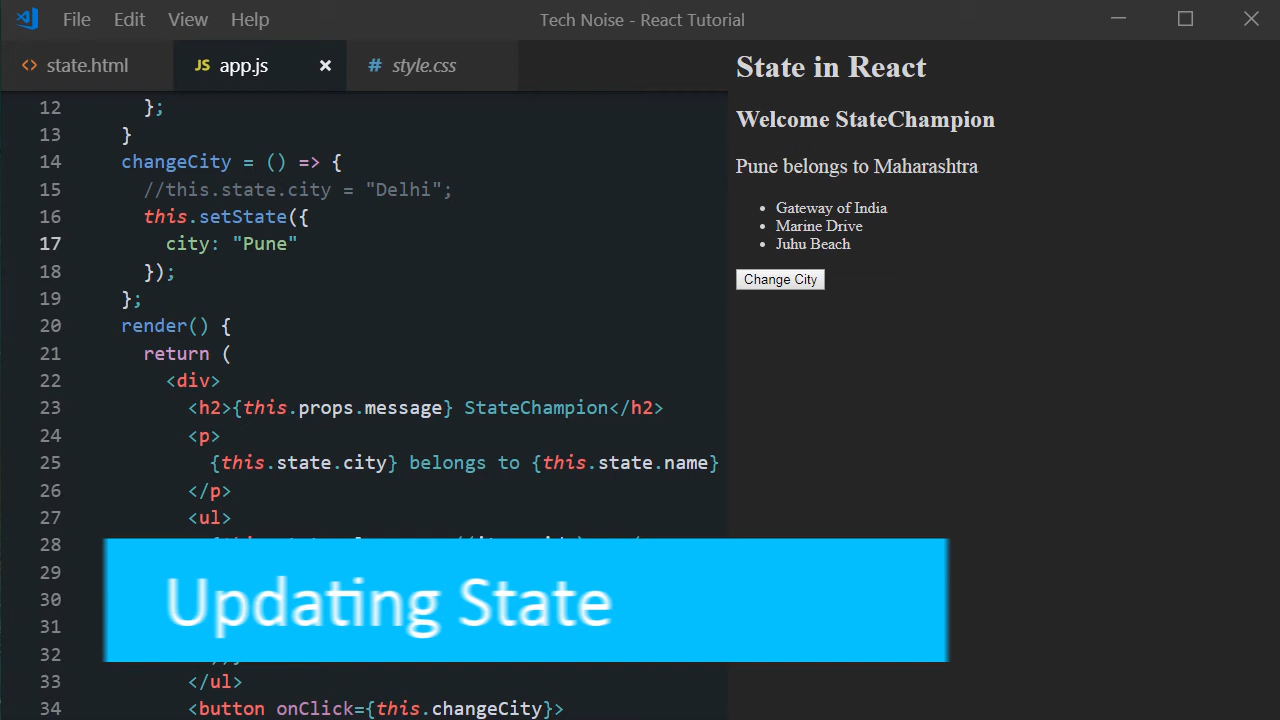 File Edit View Help
Tech Noise - React Tutorial
state.html
JS app.js
# style.css
12 };
13 }
14 changeCity = () => {
15 //this.state.city = "Delhi";
16 this.setState({
17 city: "Pune"
18 });
19 };
20 render() {
21 return (
22 <div>
23 <h2>{this.props.message} StateChampion</h2>
24 <p>
25 {this.state.city} belongs to {this.state.name}
26 </p>
27 <ul>
28
29
30
31
32
33 </ul>
34 <button onClick={this.changeCity}>
Updating State
State in React
Welcome StateChampion
Pune belongs to Maharashtra
• Gateway of India
• Marine Drive
• Juhu Beach
Change City